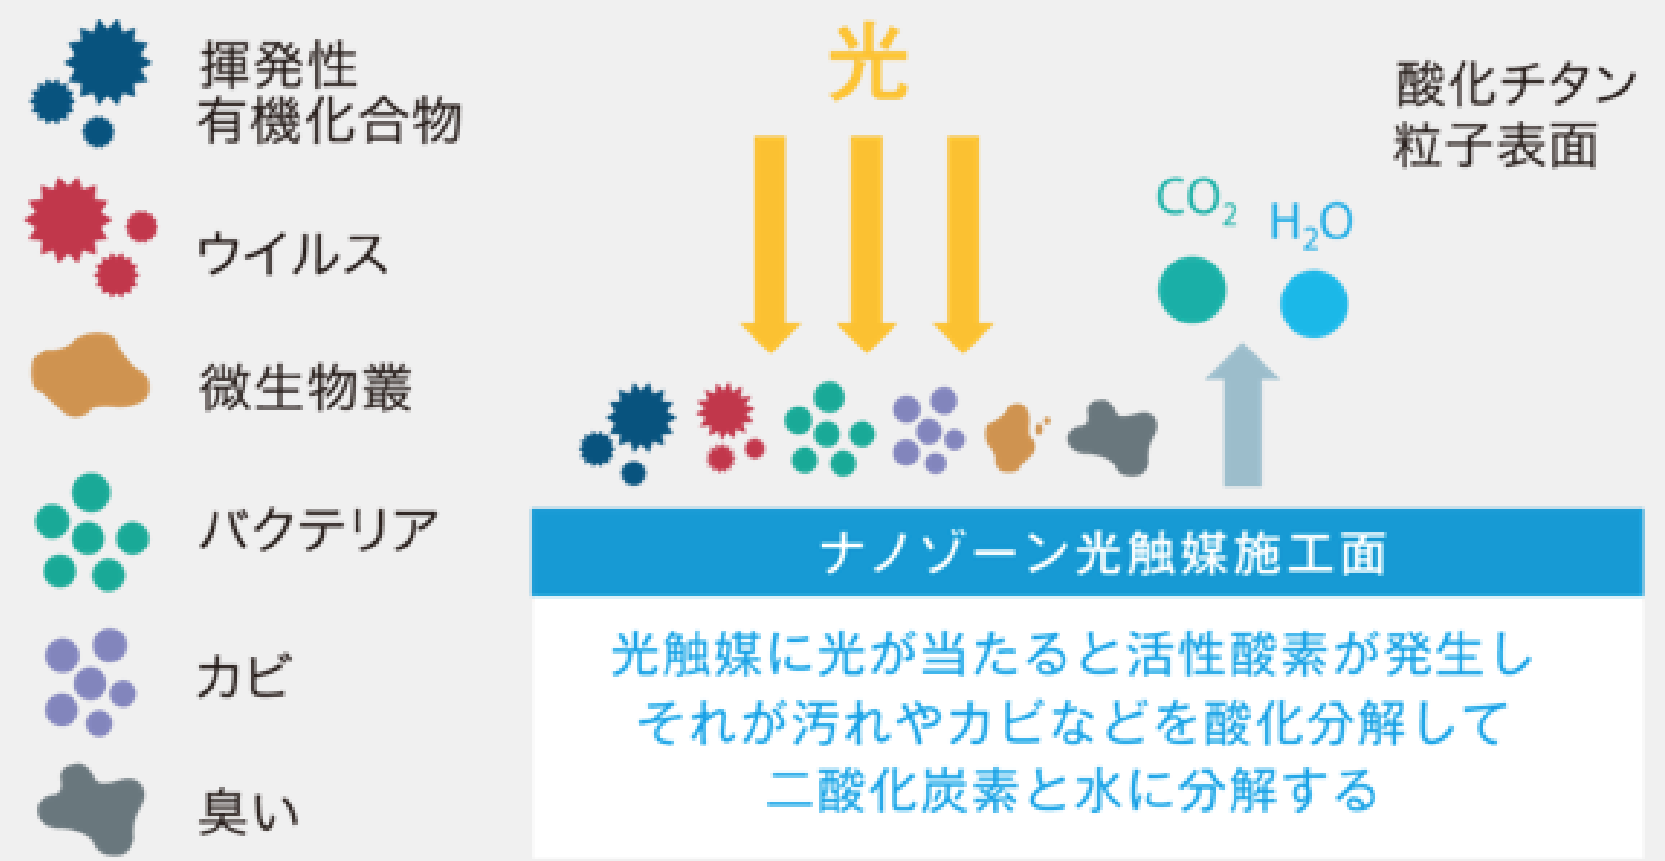 揮発性
有機化合物
ウイルス
微生物叢
バクテリア
カビ
臭い
光
酸化チタン
粒子表面
CO₂
H₂O
ナノゾーン光触媒施工面
光触媒に光が当たると活性酸素が発生し
それが汚れやカビなどを酸化分解して
二酸化炭素と水に分解する